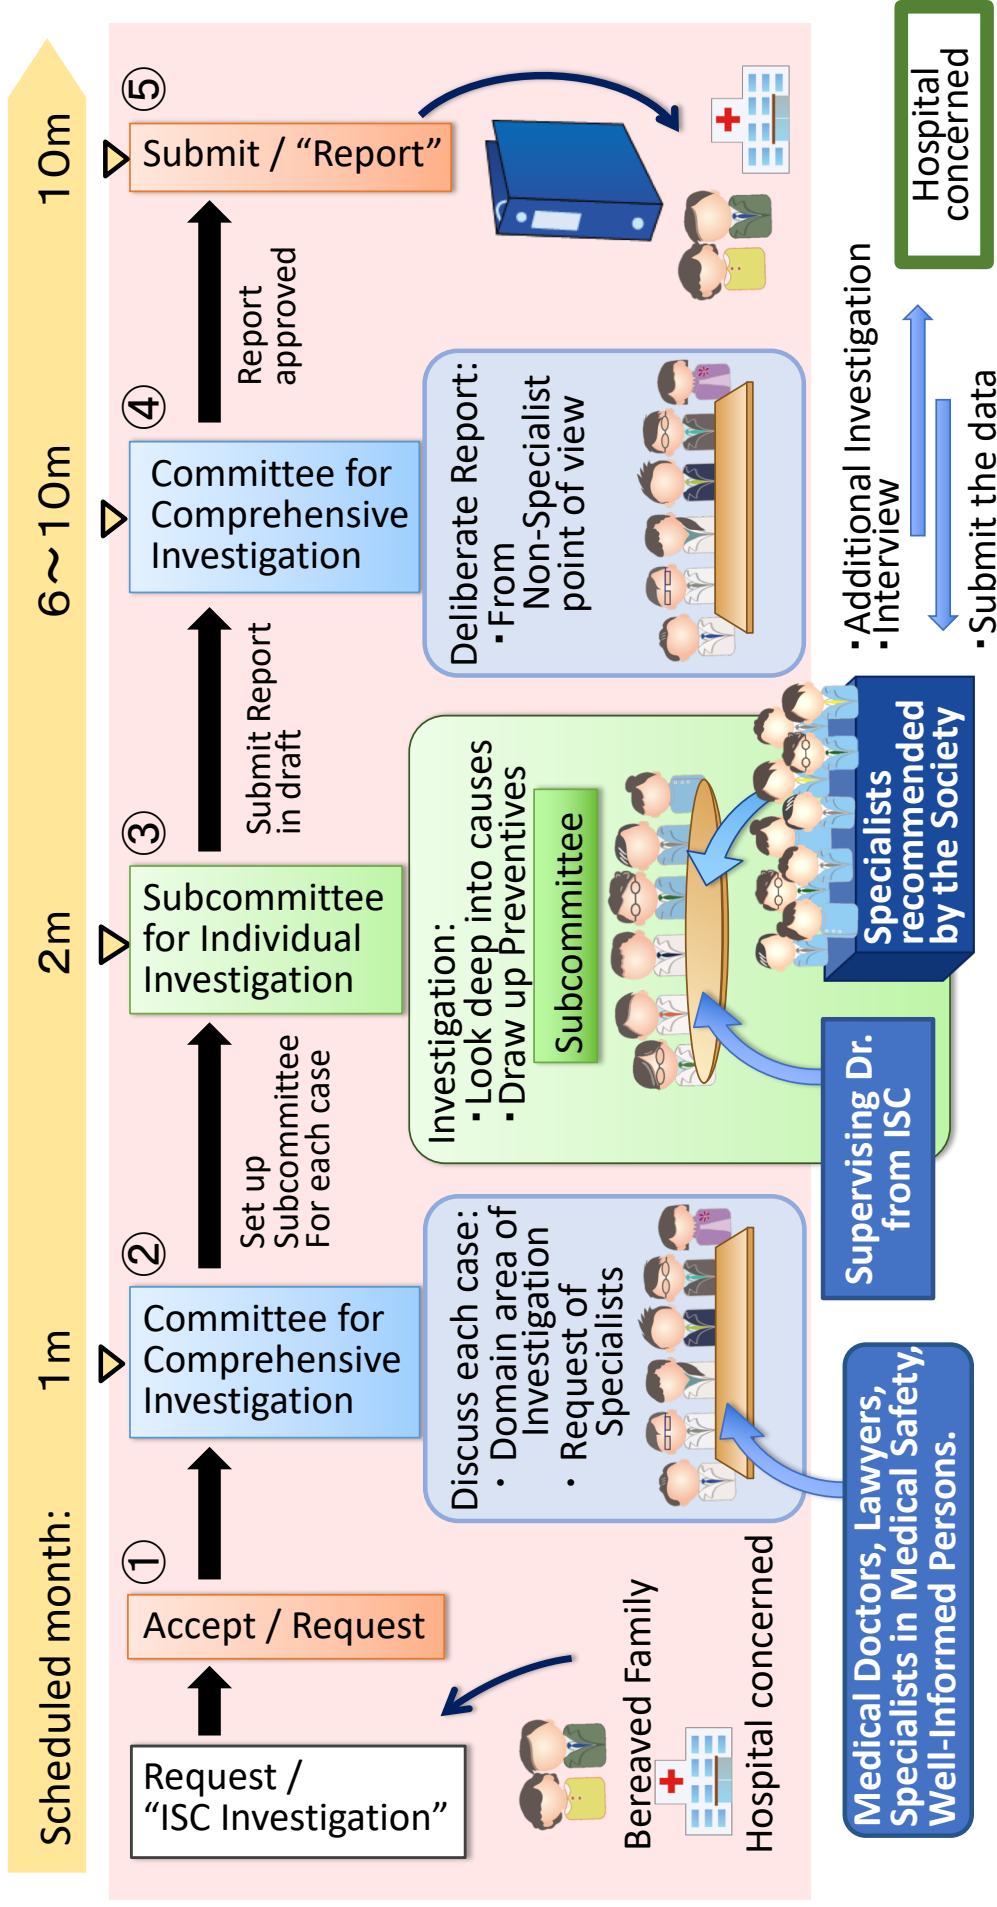 Scheduled month:
1m
2m
6～10m
10m
Request /
“ISC Investigation”
Bereaved Family
Hospital concerned
①
Accept / Request
②
Committee for
Comprehensive
Investigation
Discuss each case:
・ Domain area of
Investigation
・ Request of
Specialists
Medical Doctors, Lawyers,
Specialists in Medical Safety,
Well-Informed Persons.
Set up
Subcommittee
For each case
③
Subcommittee
for Individual
Investigation
Investigation:
・Look deep into causes
・Draw up Preventives
Subcommittee
Supervising Dr.
from ISC
Specialists
recommended
by the Society
Submit Report
in draft
④
Committee for
Comprehensive
Investigation
Deliberate Report:
・From
Non-Specialist
point of view
Report
approved
⑤
Submit / “Report”
・Additional Investigation
・Interview
・Submit the data
Hospital
concerned